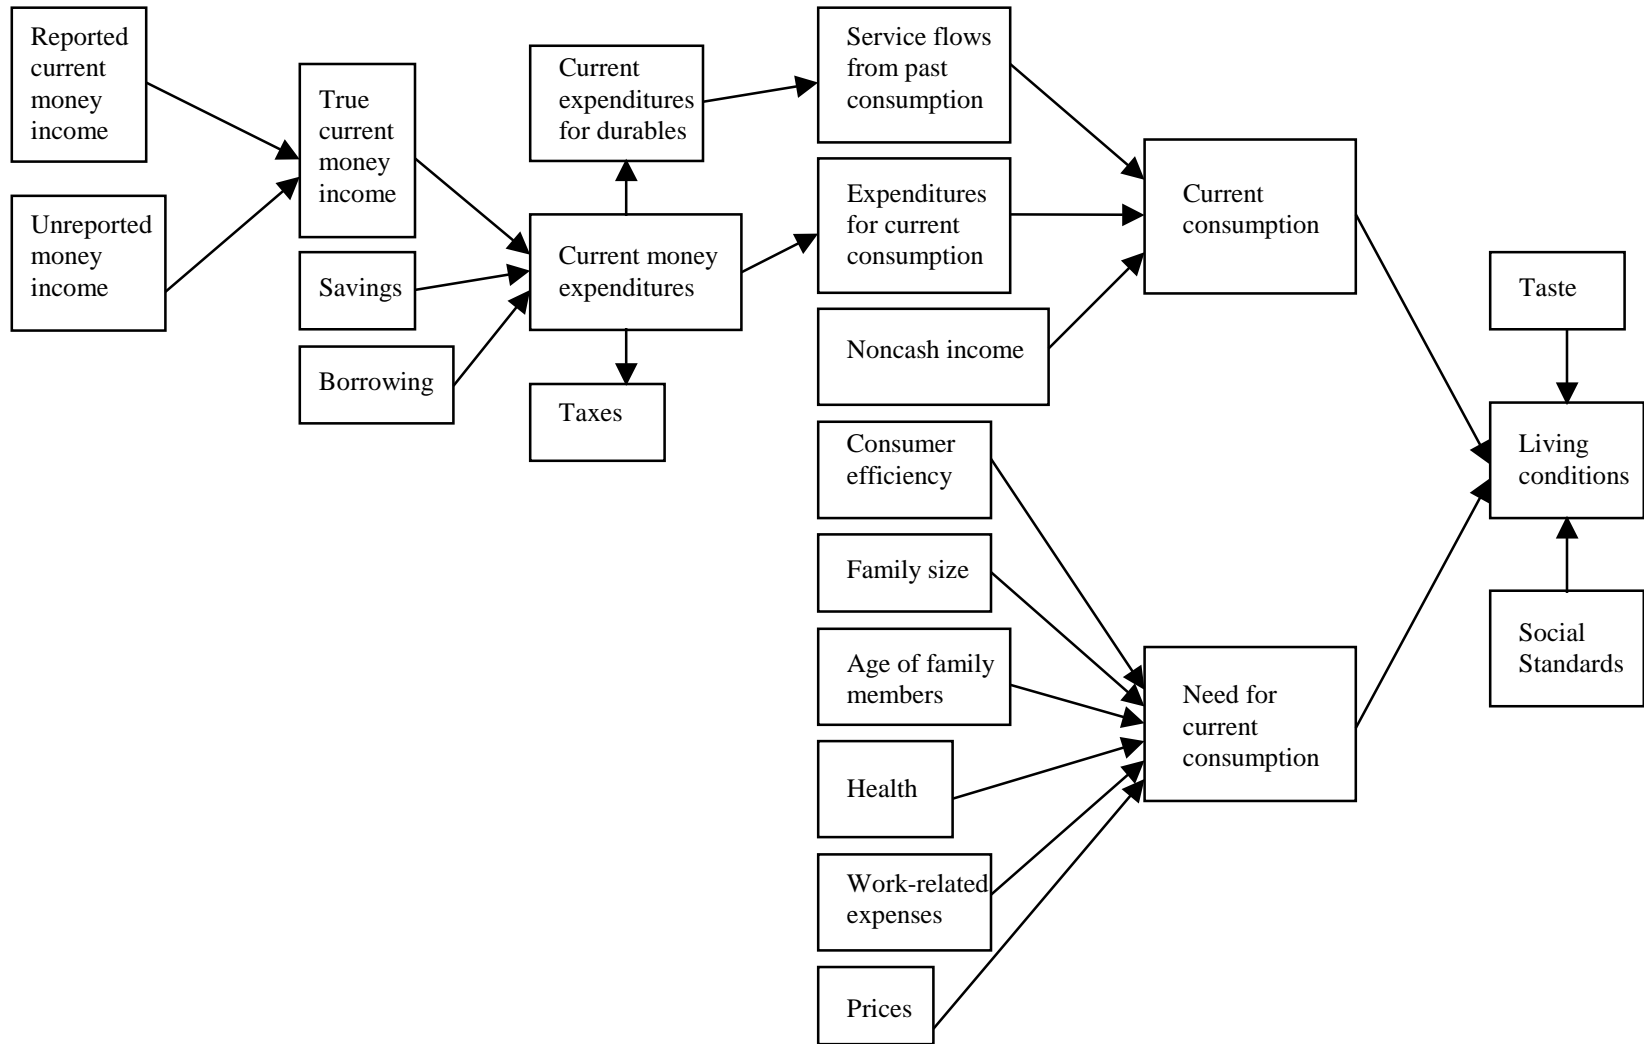 Reported
current
money
income
Unreported
money
income
True
current
money
income
Savings
Borrowing
Current
expenditures
for durables
Current money
expenditures
Taxes
Service flows
from past
consumption
Expenditures
for current
consumption
Noncash income
Consumer
efficiency
Family size
Age of family
members
Health
Work-related
expenses
Prices
Current
consumption
Need for
current
consumption
Taste
Living
conditions
Social
Standards